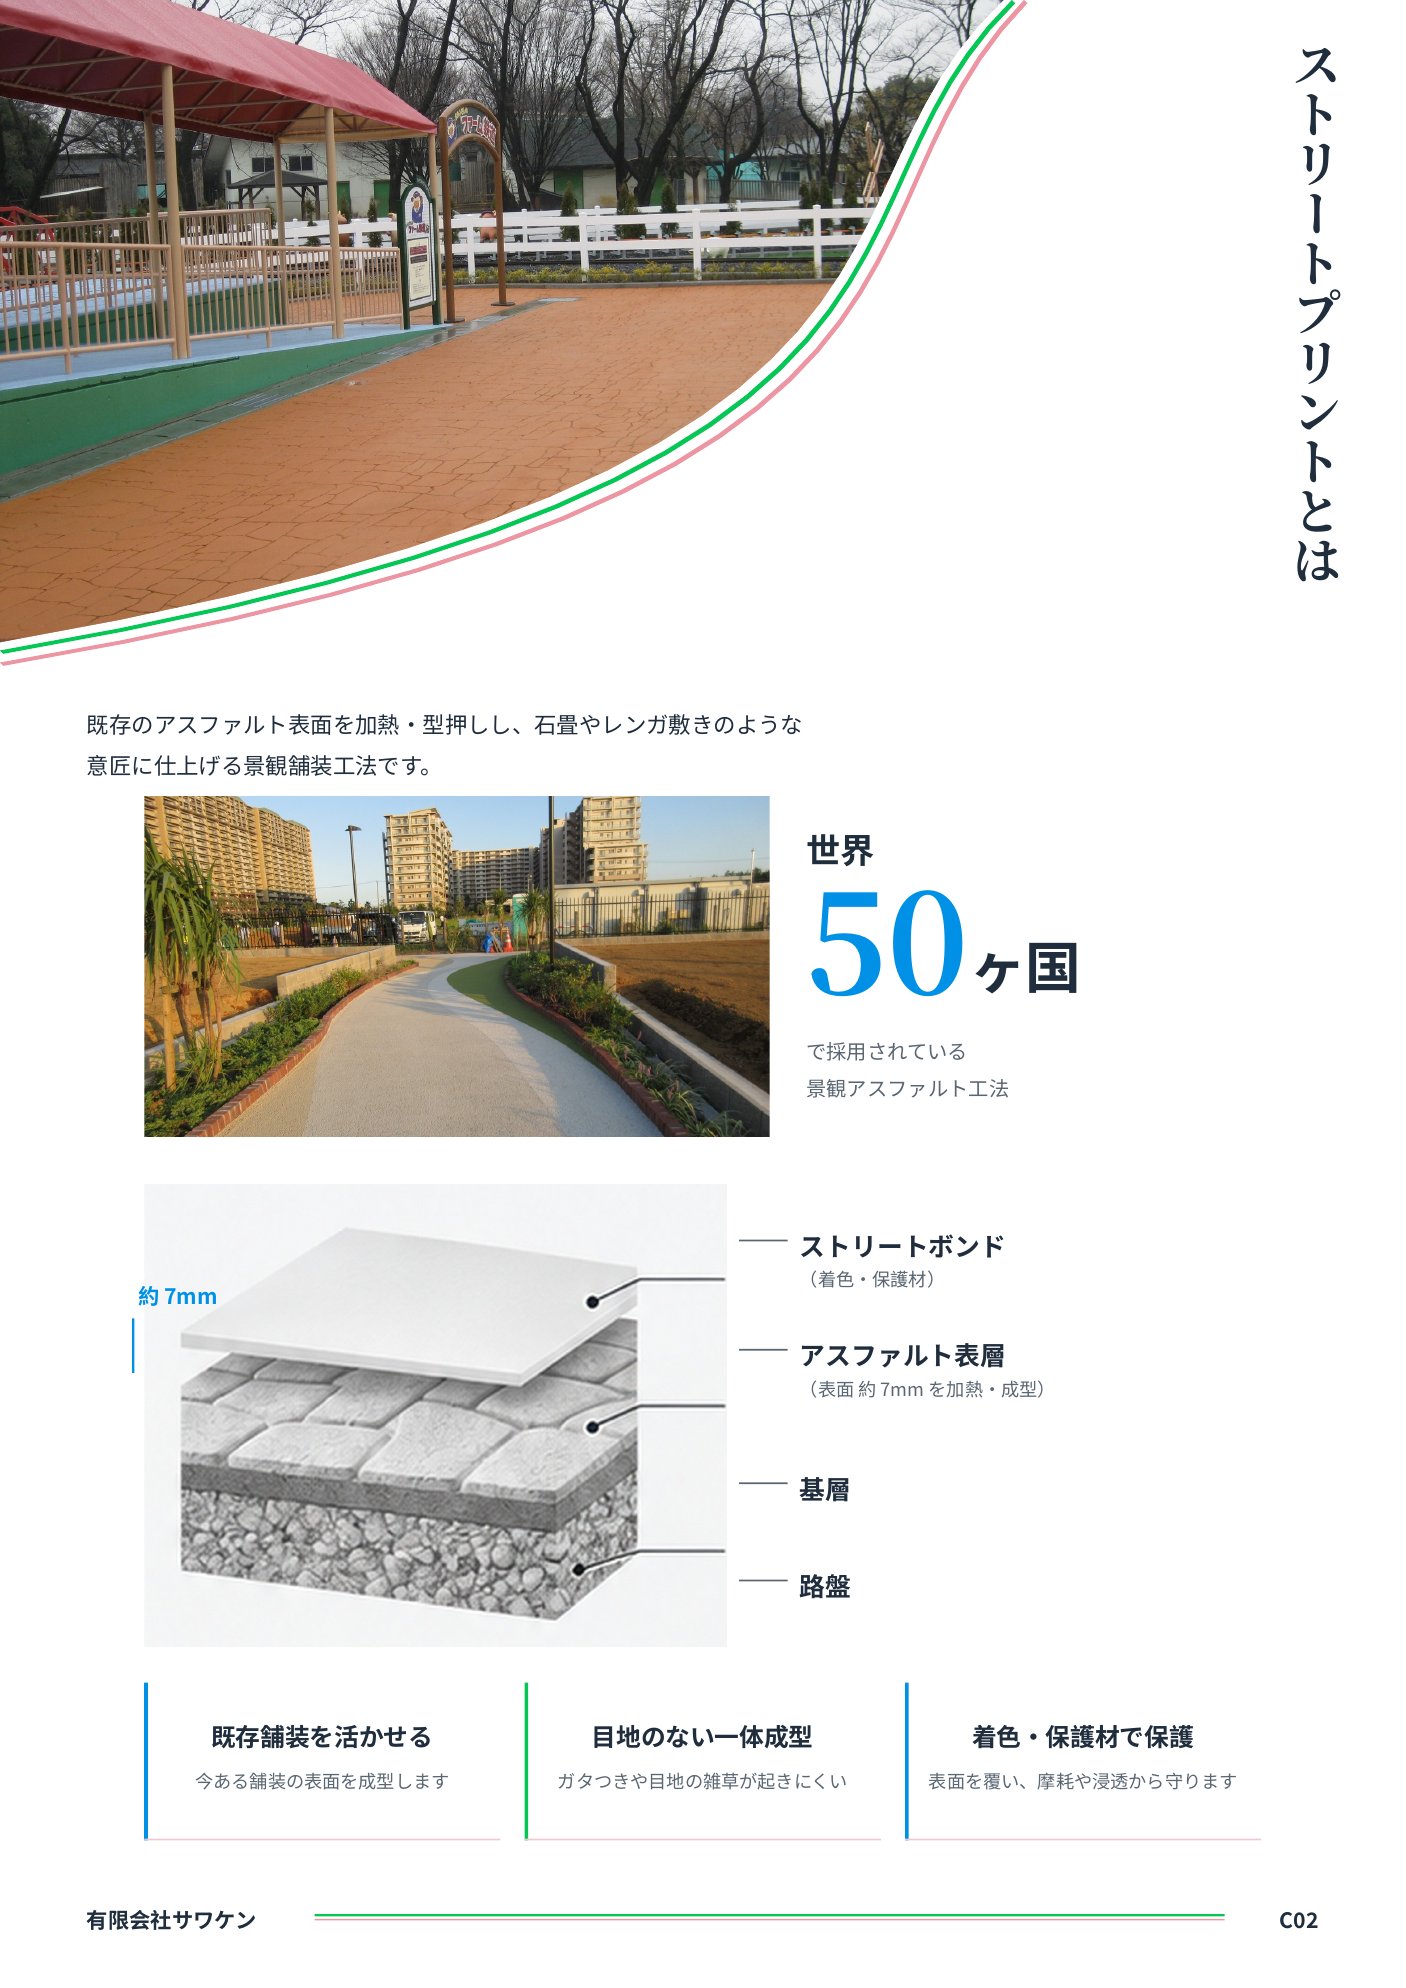 ストリートプリントとは
既存のアスファルト表面を加熱・型押しし、石畳やレンガ敷きのような
意匠に仕上げる景観舗装工法です。
世界
50ヶ国
で採用されている
景観アスファルト工法
約 7mm
ストリートボンド
（着色・保護材）
アスファルト表層
（表面 約 7mm を加熱・成型）
基層
路盤
既存舗装を活かせる
今ある舗装の表面を成型します
目地のない一体成型
ガタつきや目地の雑草が起きにくい
着色・保護材で保護
表面を覆い、摩耗や浸透から守ります
有限会社サワケン
C02